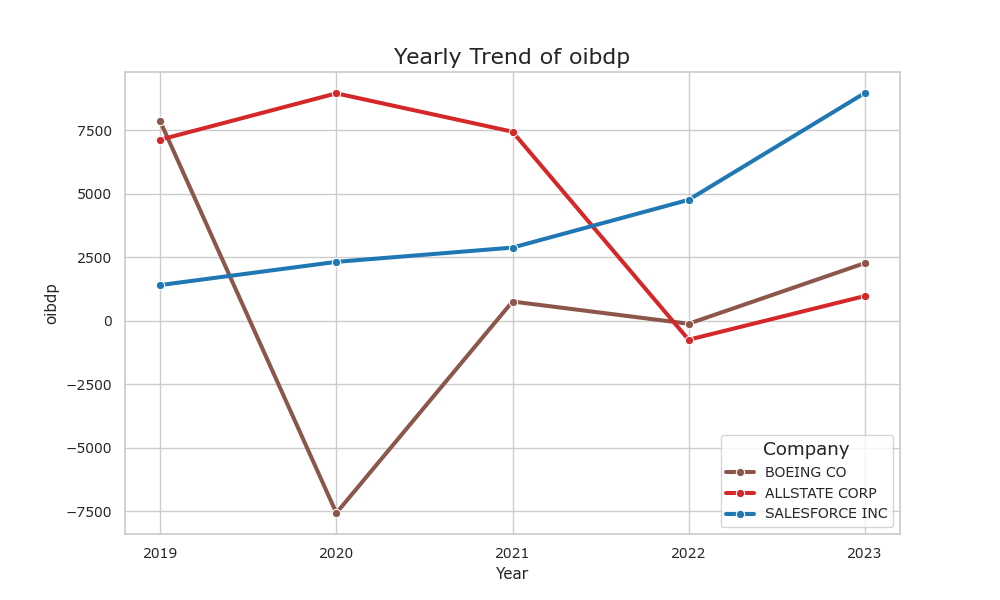 Yearly Trend of oibdp
oibdp
7500
5000
2500
0
−2500
−5000
−7500
2019 2020 2021 2022 2023
Year
Company
BOEING CO
ALLSTATE CORP
SALESFORCE INC